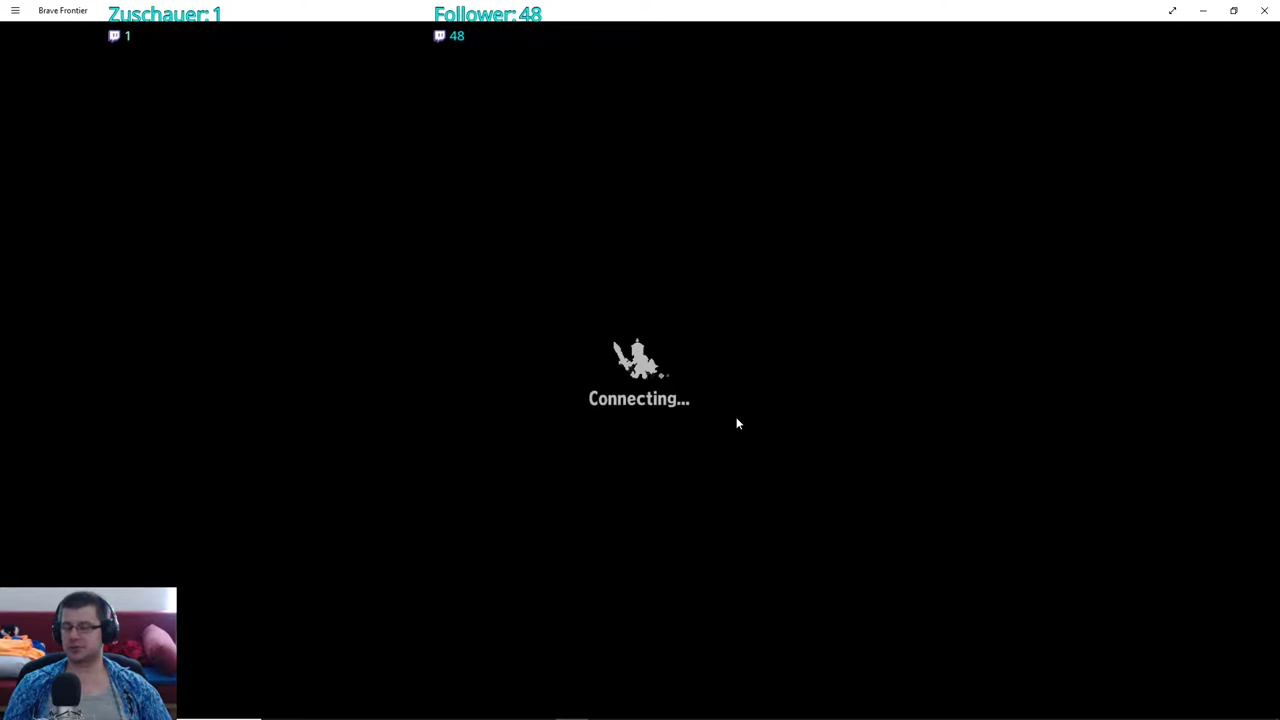 Brave Frontier
Zuschauer: 1
Follower: 48
1
48
Connecting...